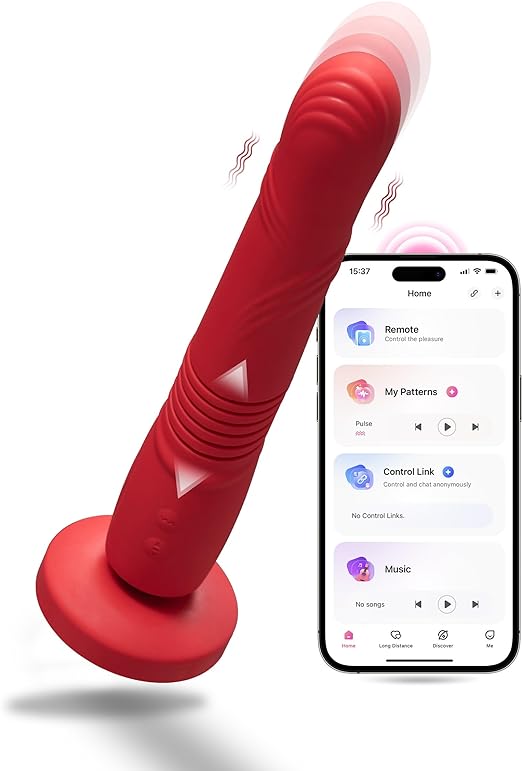 15:37
Home
Remote
Control the pleasure
My Patterns
Pulse
Control Link
Control and chat anonymously
No Control Links.
Music
No songs
Home
Long Distance
Discover
Me